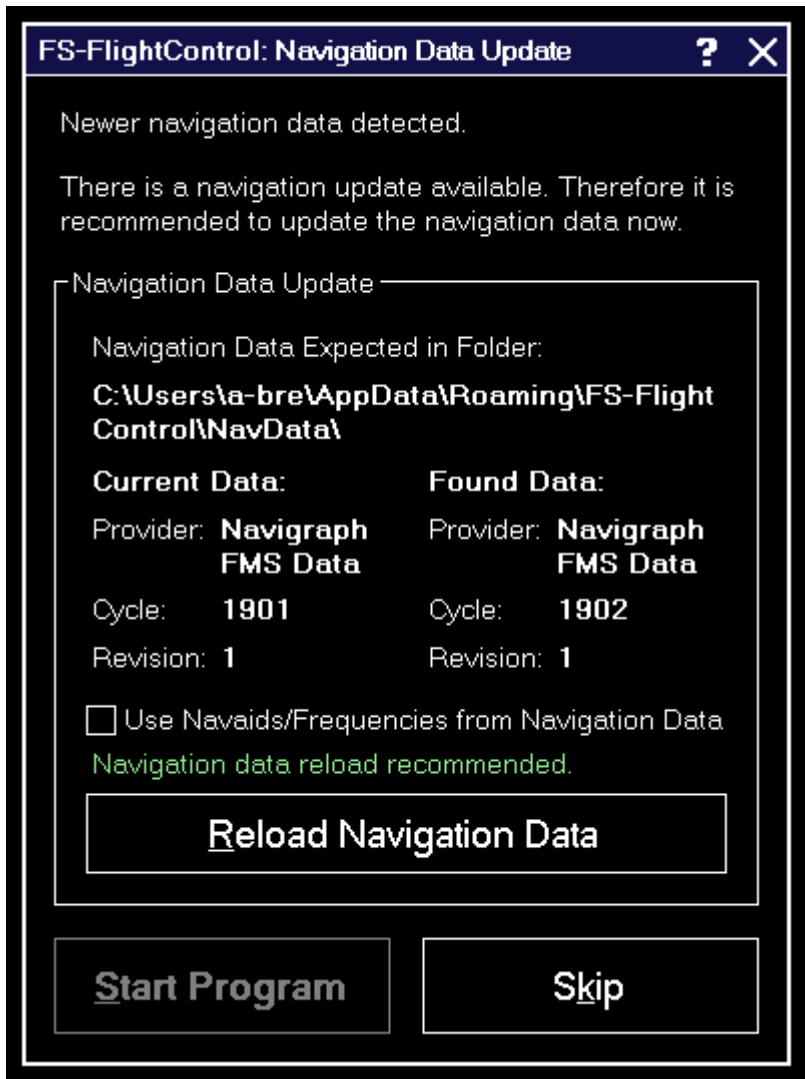 FS-FlightControl: Navigation Data Update ? X
Newer navigation data detected.
There is a navigation update available. Therefore it is
recommended to update the navigation data now.
Navigation Data Update
Navigation Data Expected in Folder:
C:\Users\a-bre\AppData\Roaming\FS-Flight
Control\NavData\
Current Data: Found Data:
Provider: Navigraph Provider: Navigraph
FMS Data FMS Data
Cycle: 1901 Cycle: 1902
Revision: 1 Revision: 1
Use Navaids/Frequencies from Navigation Data
Navigation data reload recommended.
Reload Navigation Data
Start Program Skip